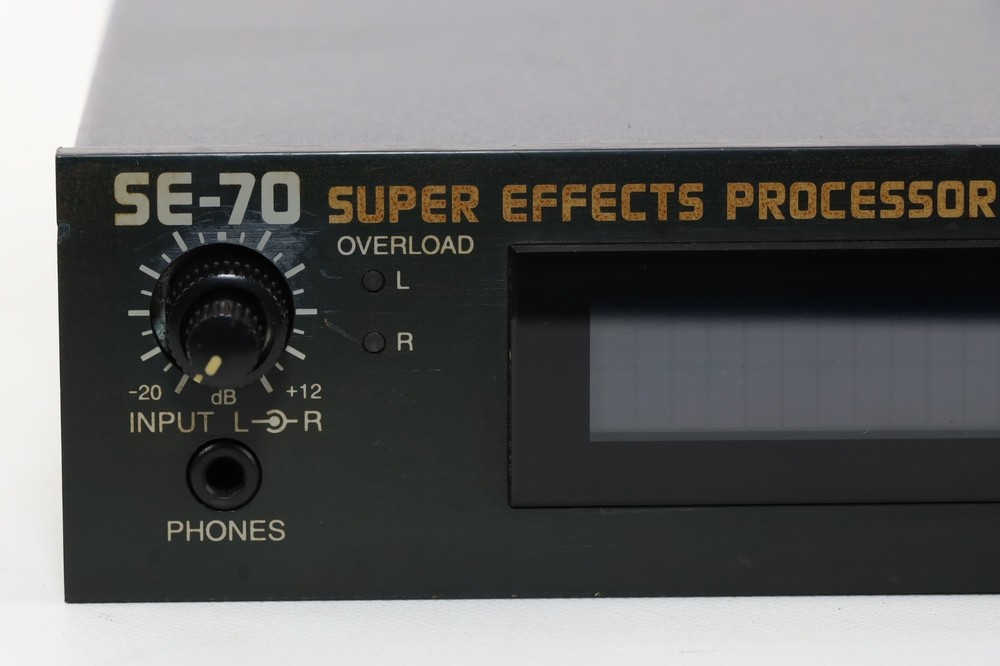 SE-70 SUPER EFFECTS PROCESSOR
OVERLOAD
L
R
-20 dB +12
INPUT L R
PHONES